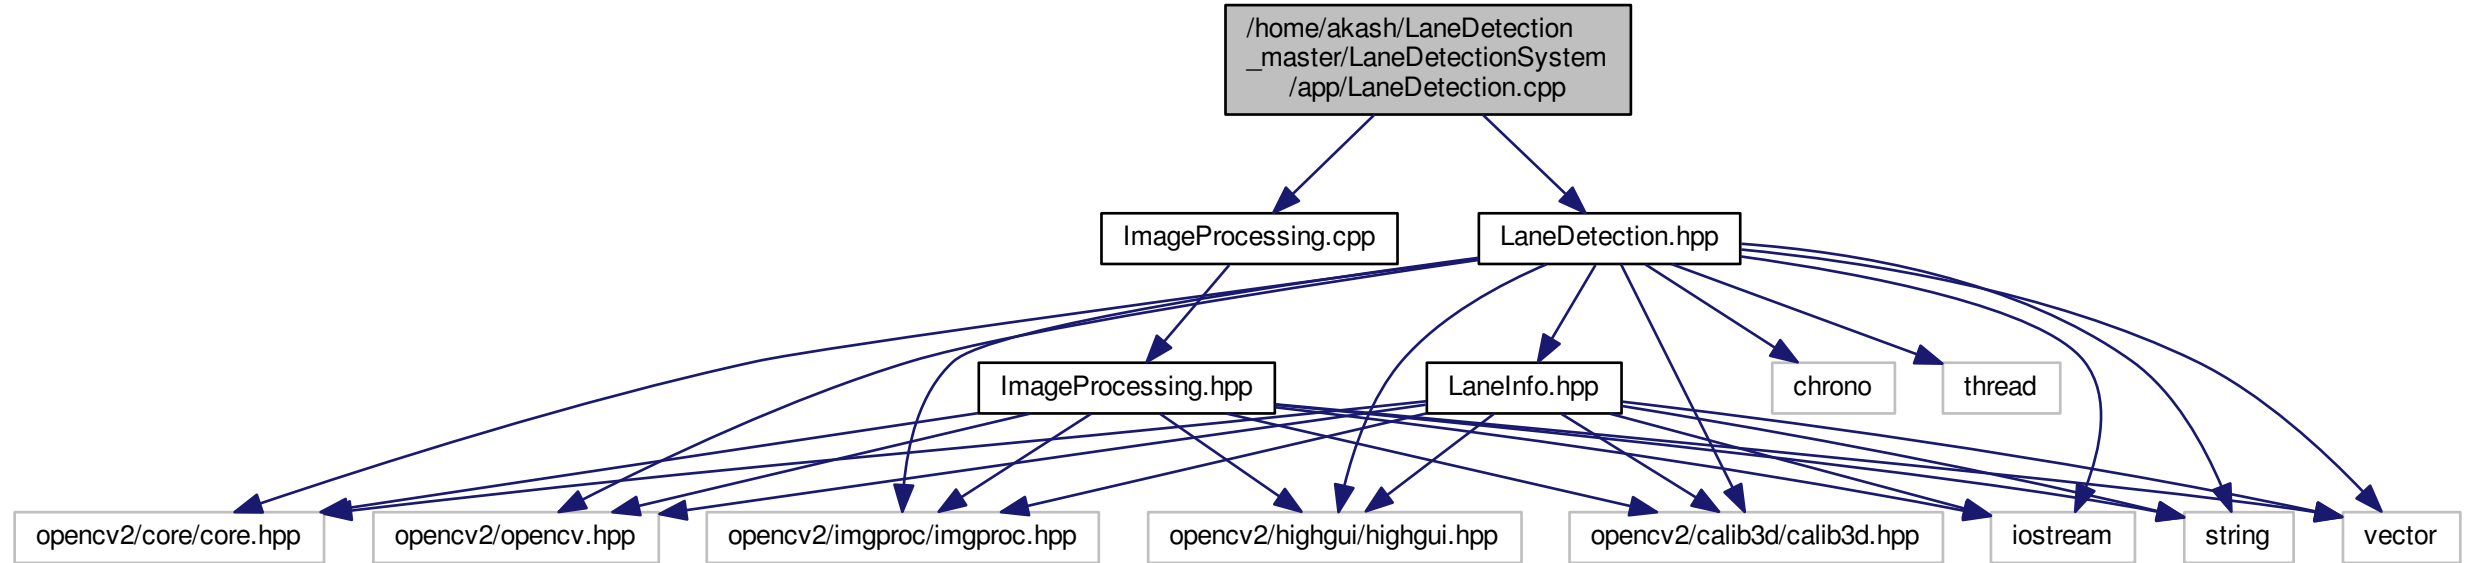 /home/akash/LaneDetection
_master/LaneDetectionSystem
/app/LaneDetection.cpp
ImageProcessing.cpp
LaneDetection.hpp
ImageProcessing.hpp
LaneInfo.hpp
chrono
thread
opencv2/core/core.hpp
opencv2/opencv.hpp
opencv2/imgproc/imgproc.hpp
opencv2/highgui/highgui.hpp
opencv2/calib3d/calib3d.hpp
iostream
string
vector